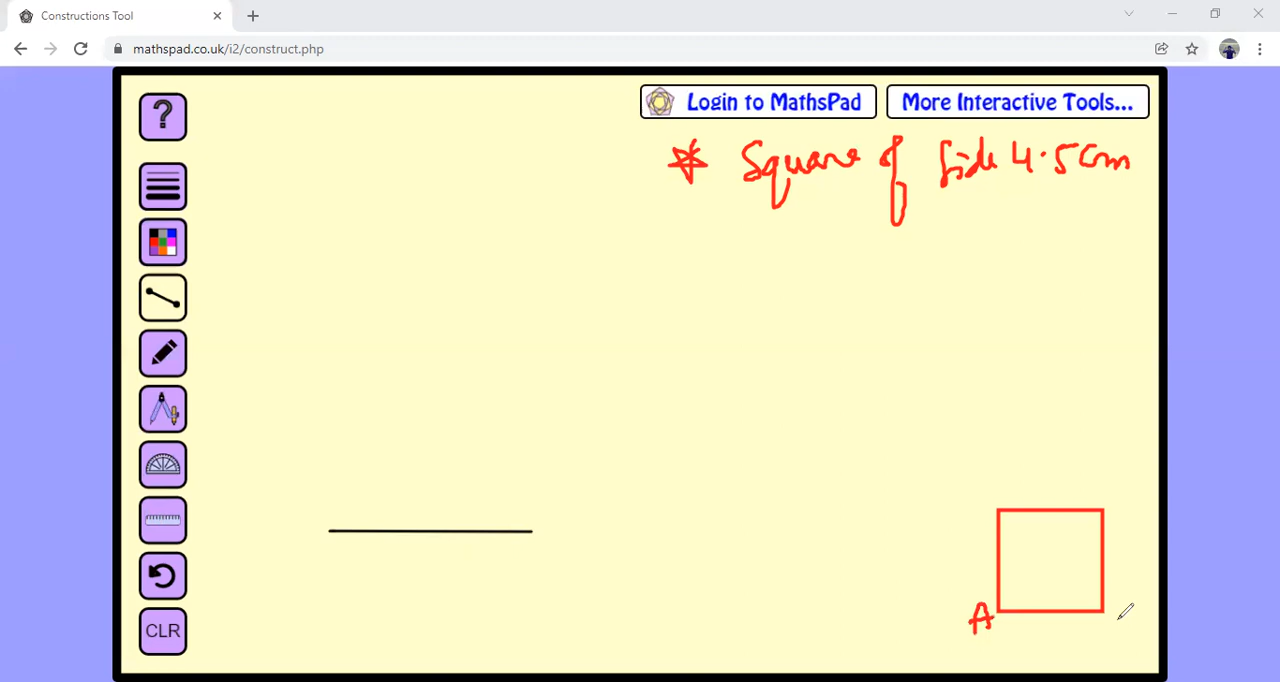 Constructions Tool
mathspad.co.uk/i2/construct.php
?
Login to MathsPad
More Interactive Tools...
* Square of Side 4.5cm
CLR
A